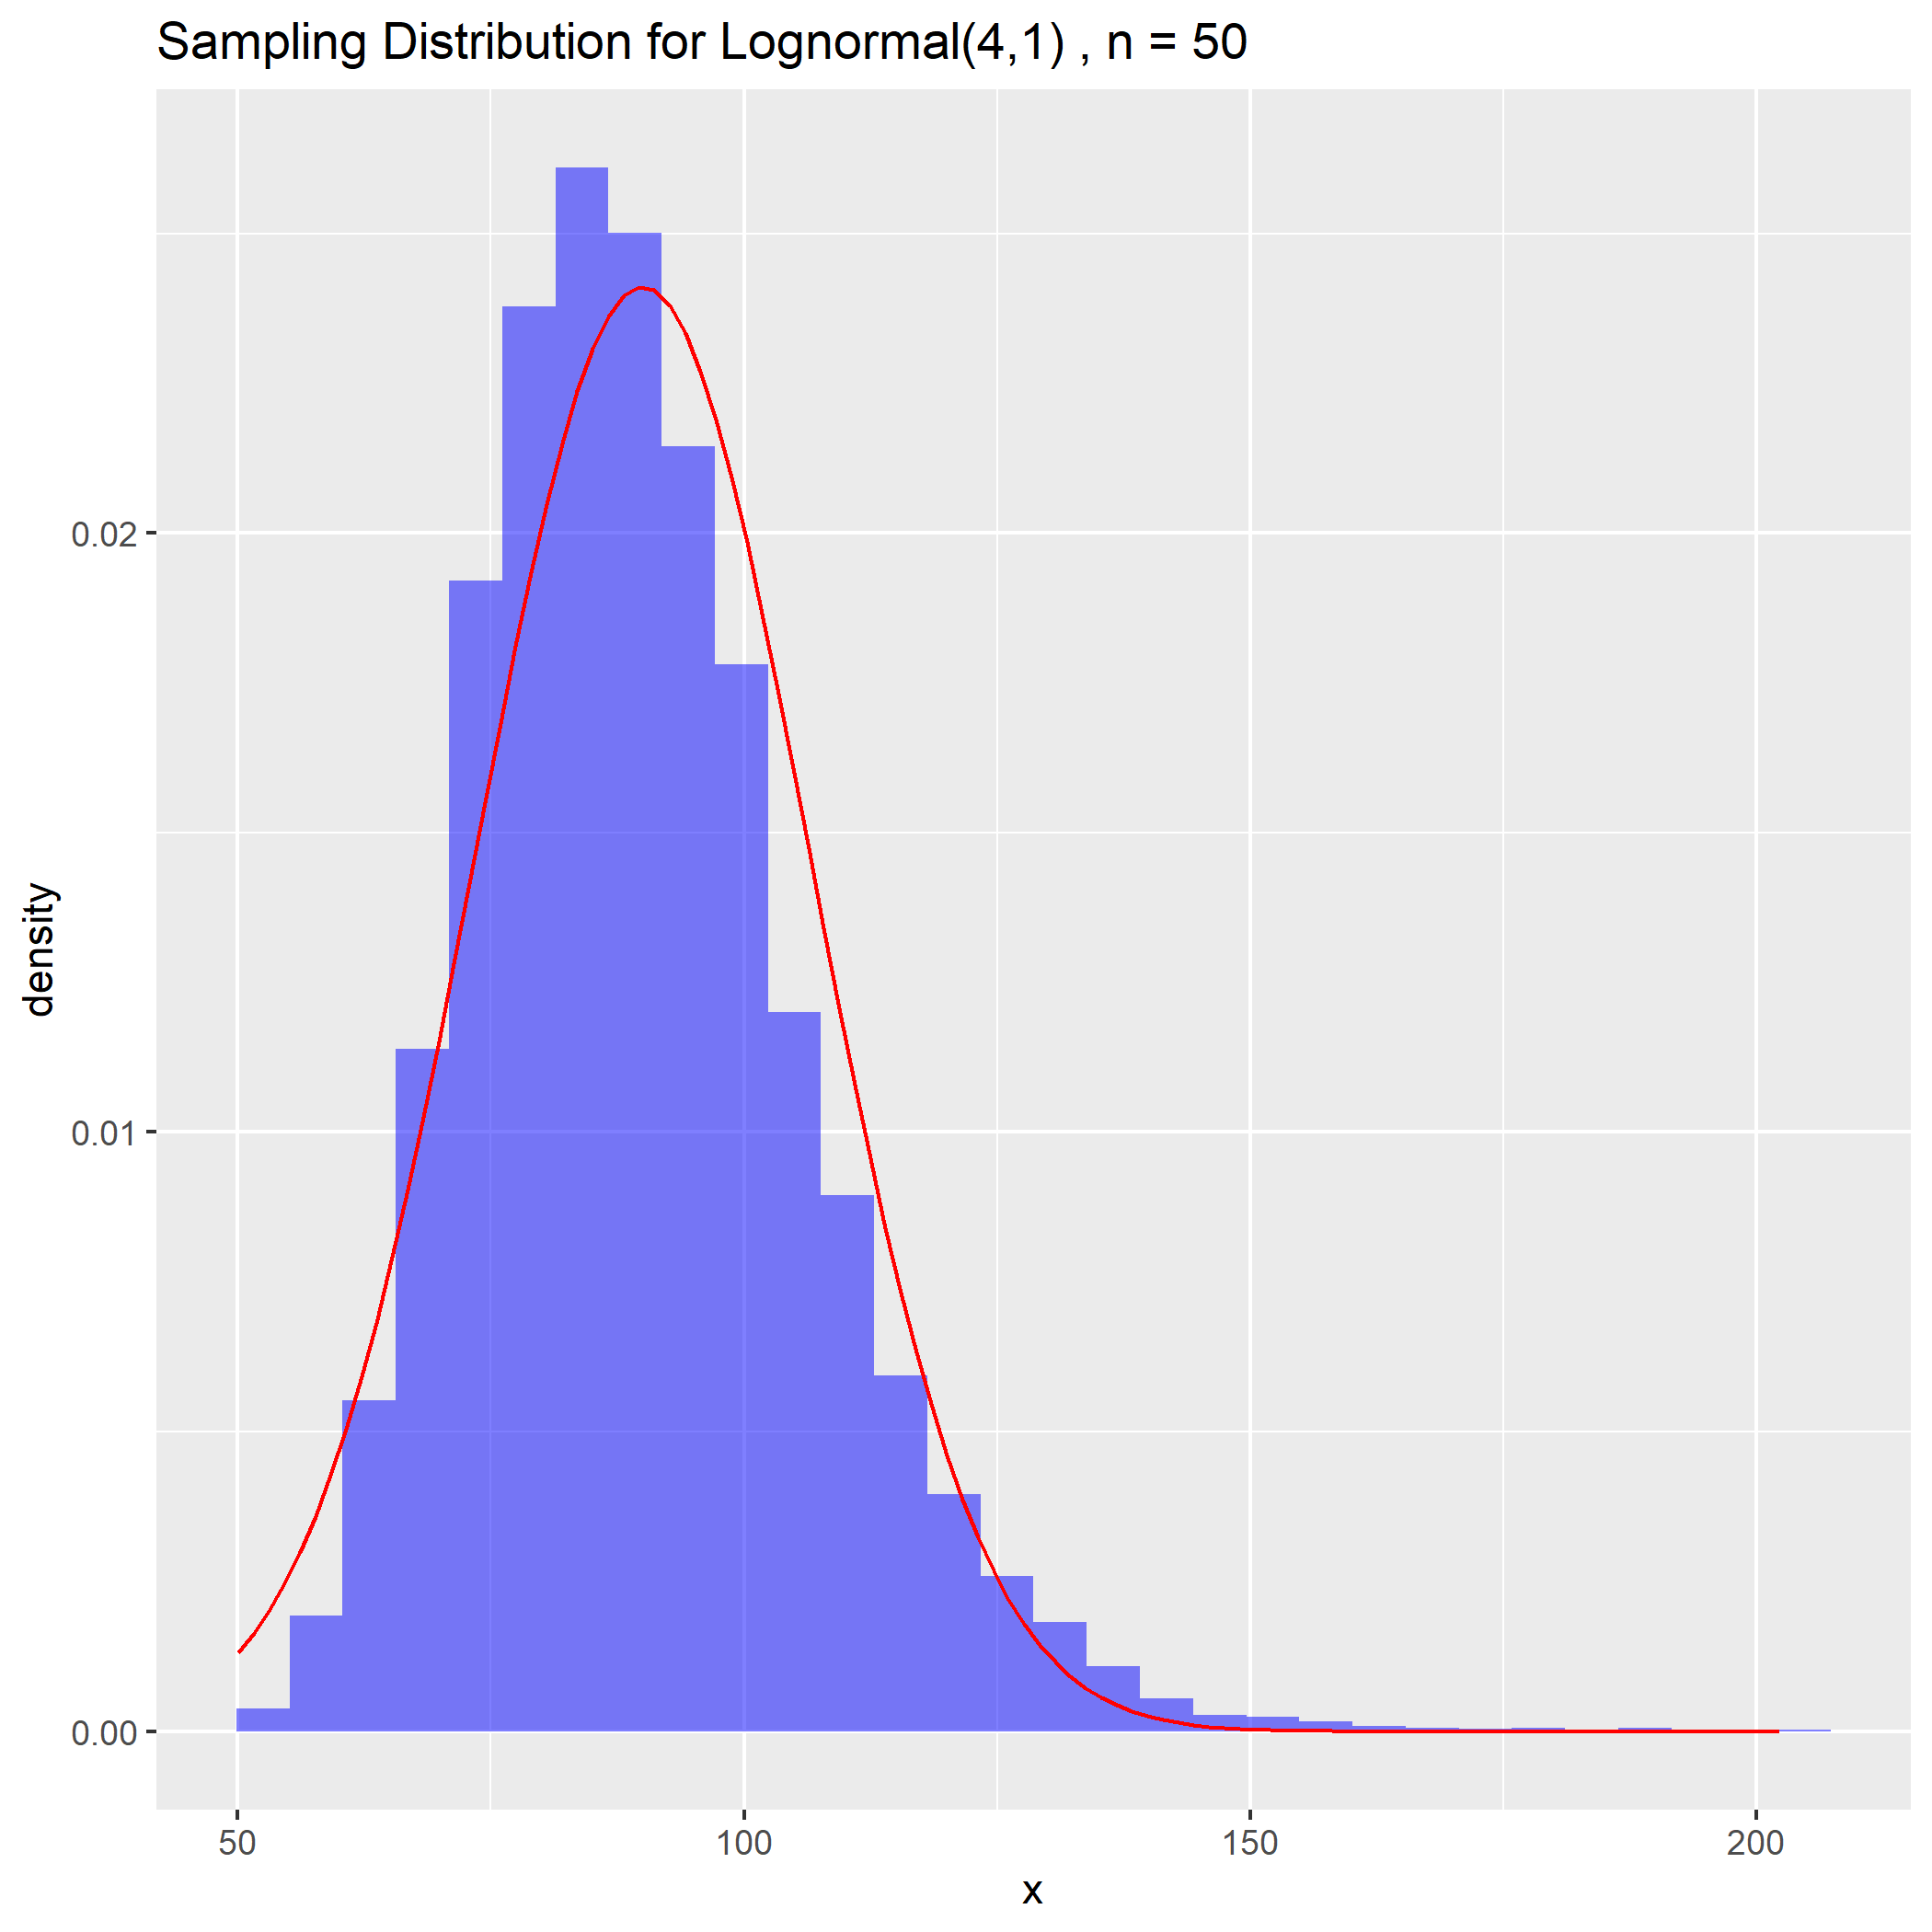 Sampling Distribution for Lognormal(4,1) , n = 50
density
0.02
0.01
0.00
50 100 150 200
x